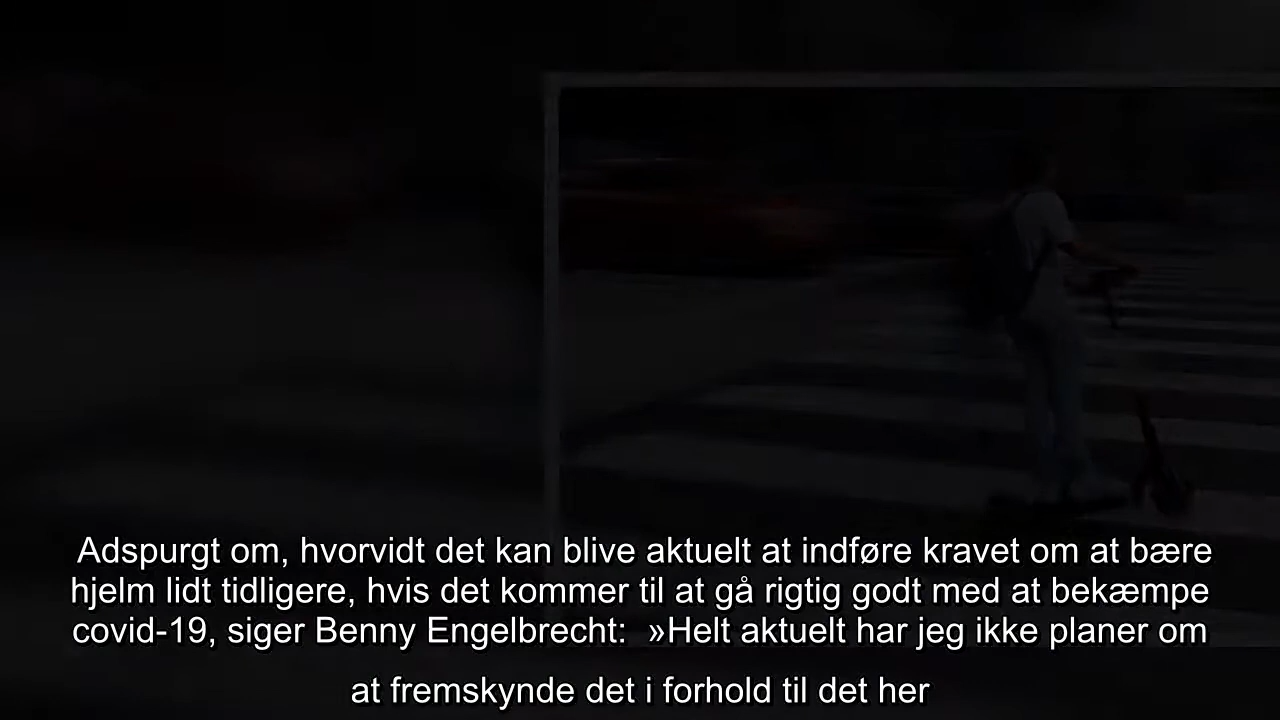 Adspurgt om, hvorvidt det kan blive aktuelt at indføre kravet om at bære
hjelm lidt tidligere, hvis det kommer til at gå rigtig godt med at bekæmpe
covid-19, siger Benny Engelbrecht:  »Helt aktuelt har jeg ikke planer om
at fremskynde det i forhold til det her